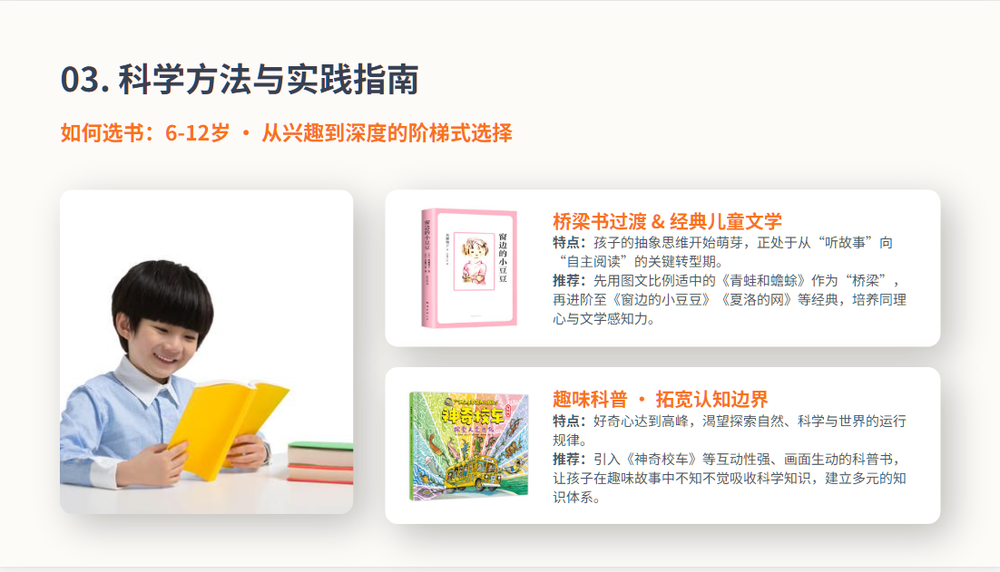 03. 科学方法与实践指南
如何选书：6-12岁 · 从兴趣到深度的阶梯式选择
窗边的小豆豆
窗边的小豆豆
桥梁书过渡 & 经典儿童文学
特点：孩子的抽象思维开始萌芽，正处于从“听故事”向
“自主阅读”的关键转型期。
推荐：先用图文比例适中的《青蛙和蟾蜍》作为“桥梁”，
再进阶至《窗边的小豆豆》《夏洛的网》等经典，培养同理
心与文学感知力。
神奇校车
趣味科普 · 拓宽认知边界
特点：好奇心达到高峰，渴望探索自然、科学与世界的运行
规律。
推荐：引入《神奇校车》等互动性强、画面生动的科普书，
让孩子在趣味故事中不知不觉吸收科学知识，建立多元的知
识体系。